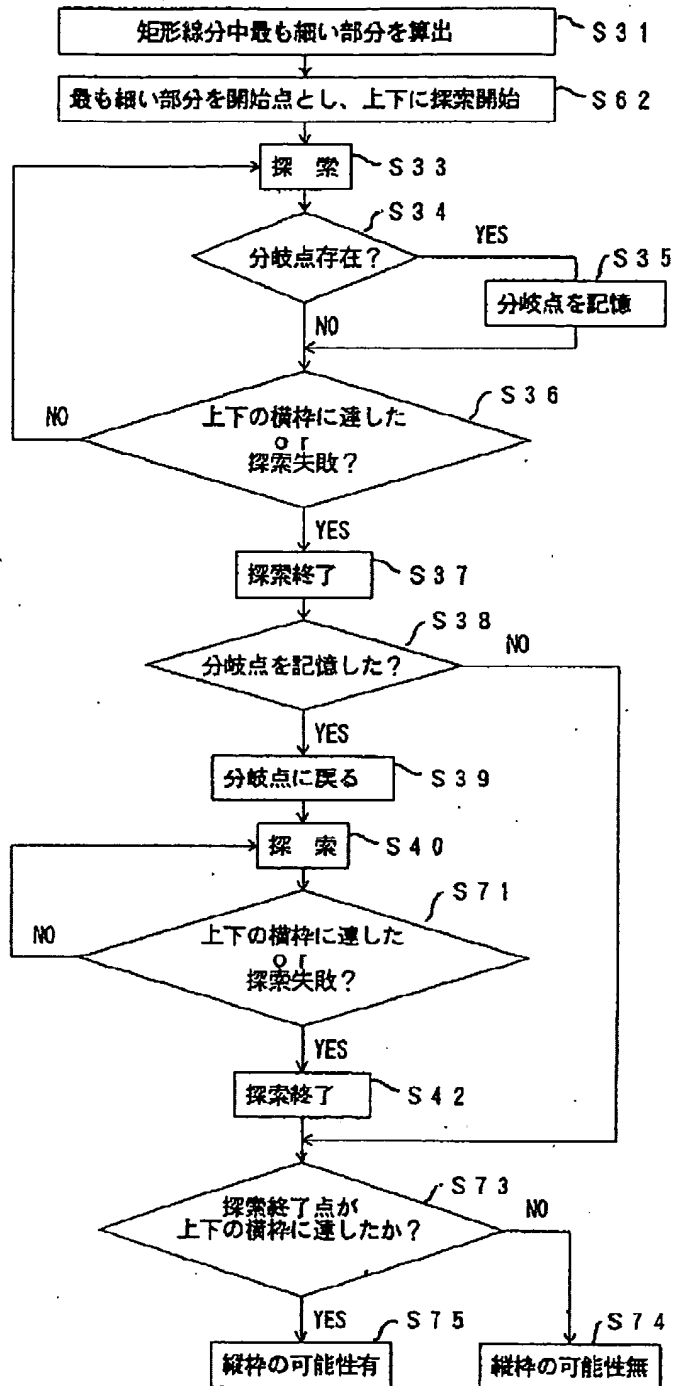 矩形線分中最も細い部分を算出
S31
最も細い部分を開始点とし、上下に探索開始
S62
探 索
S33
S34
分岐点存在?
YES
S35
分岐点を記憶
NO
S36
NO
上下の横枠に達した
or
探索失敗?
YES
探索終了
S37
S38
分岐点を記憶した?
NO
YES
分岐点に戻る
S39
探 索
S40
S71
NO
上下の横枠に達した
or
探索失敗?
YES
探索終了
S42
S73
探索終了点が
上下の横枠に達したか?
NO
YES
S75
S74
縦枠の可能性有
縦枠の可能性無